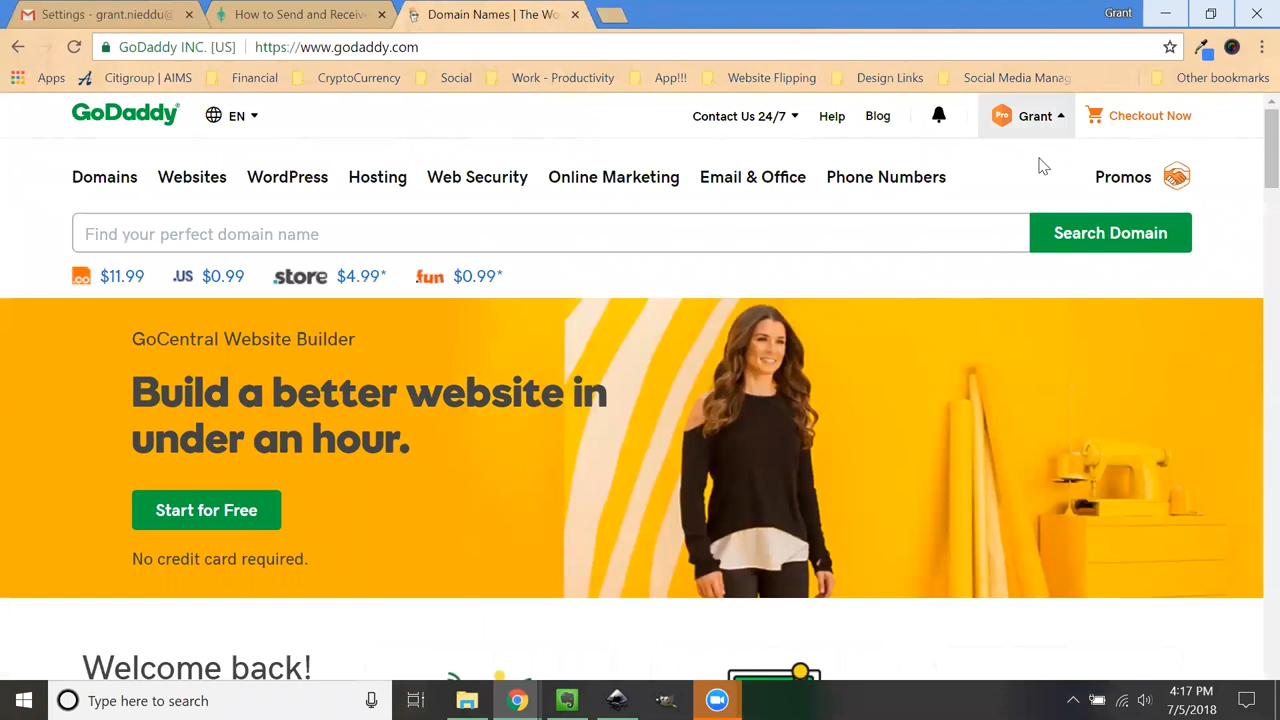 Settings - grant.nieddu@
How to Send and Receiv
Domain Names | The Wo
Grant
GoDaddy INC. [US]
https://www.godaddy.com
Apps
Citigroup | AIMS
Financial
CryptoCurrency
Social
Work - Productivity
App!!!
Website Flipping
Design Links
Social Media Manag
Other bookmarks
GoDaddy
EN
Contact Us 24/7
Help
Blog
Pro
Grant
Checkout Now
Domains
Websites
WordPress
Hosting
Web Security
Online Marketing
Email & Office
Phone Numbers
Promos
Find your perfect domain name
Search Domain
$11.99
.US $0.99
.store $4.99*
.fun $0.99*
GoCentral Website Builder
Build a better website in
under an hour.
Start for Free
No credit card required.
Welcome back!
Type here to search
4:17 PM
7/5/2018